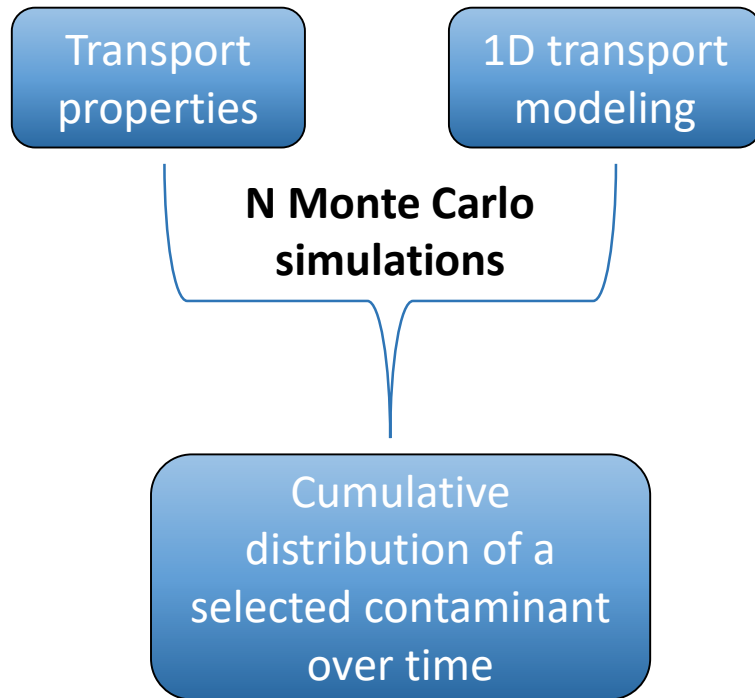 Transport
properties
1D transport
modeling
N Monte Carlo
simulations
Cumulative
distribution of a
selected contaminant
over time